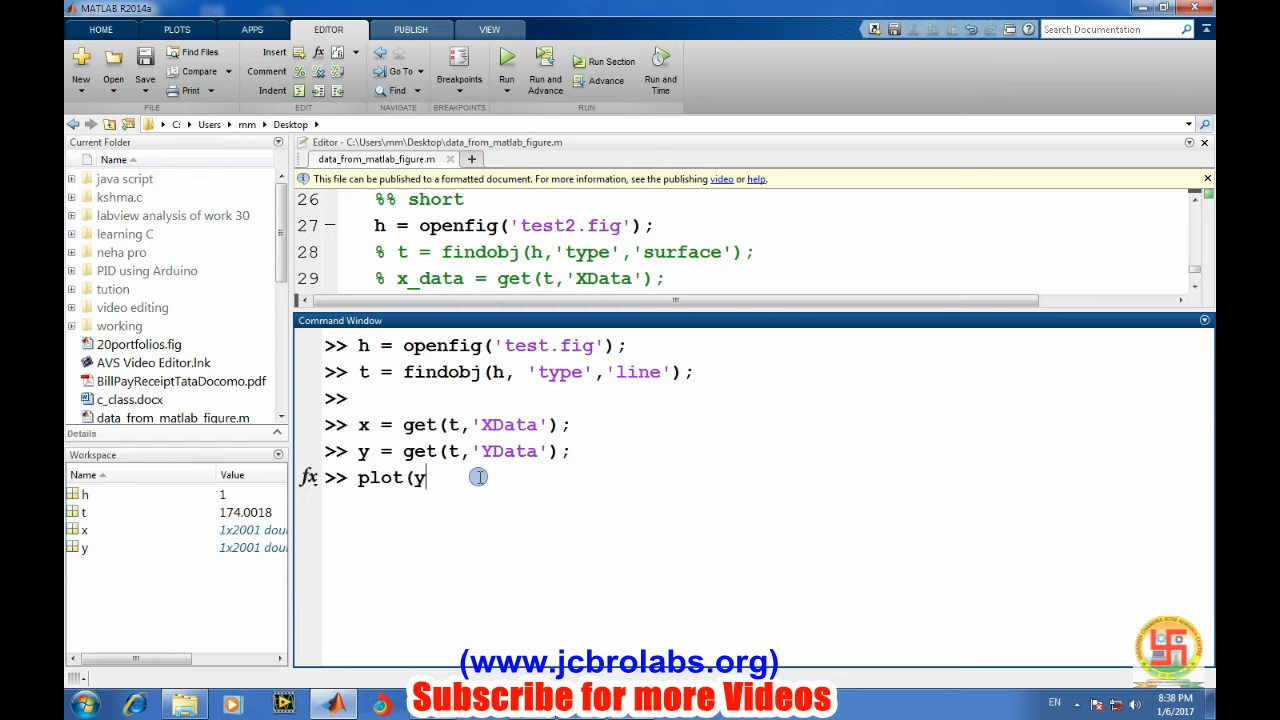 MATLAB R2014a
HOME PLOTS APPS EDITOR PUBLISH VIEW
Search Documentation
New Open Save Find Files Compare Print
Insert Comment Indent
Go To Find
Breakpoints
Run Run and Advance Run Section Advance Run and Time
FILE EDIT NAVIGATE BREAKPOINTS RUN
C: Users mm Desktop
Current Folder
Name
java script
kshma.c
labview analysis of work 30
learning C
neha pro
PID using Arduino
tution
video editing
working
20portfolios.fig
AVS Video Editor.lnk
BillPayReceiptTataDocomo.pdf
c_class.docx
data_from_matlab_figure.m
Details
Workspace
Name Value
h 1
t 174.0018
x 1x2001 dou
y 1x2001 dou
Editor - C:\Users\mm\Desktop\data_from_matlab_figure.m
data_from_matlab_figure.m
This file can be published to a formatted document. For more information, see the publishing video or help.
26 %% short
27 h = openfig('test2.fig');
28 % t = findobj(h,'type','surface');
29 % x_data = get(t,'XData');
Command Window
>> h = openfig('test.fig');
>> t = findobj(h, 'type','line');
>>
>> x = get(t,'XData');
>> y = get(t,'YData');
fx >> plot(y
(www.jcbrolabs.org)
Subscribe for more Videos
EN
8:38 PM
1/6/2017